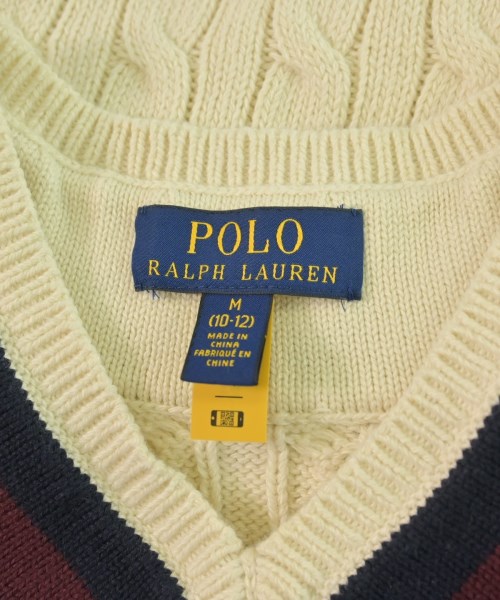 POLO
RALPH LAUREN
M
(10-12)
MADE IN
CHINA
FABRIQUÉ EN
CHINE